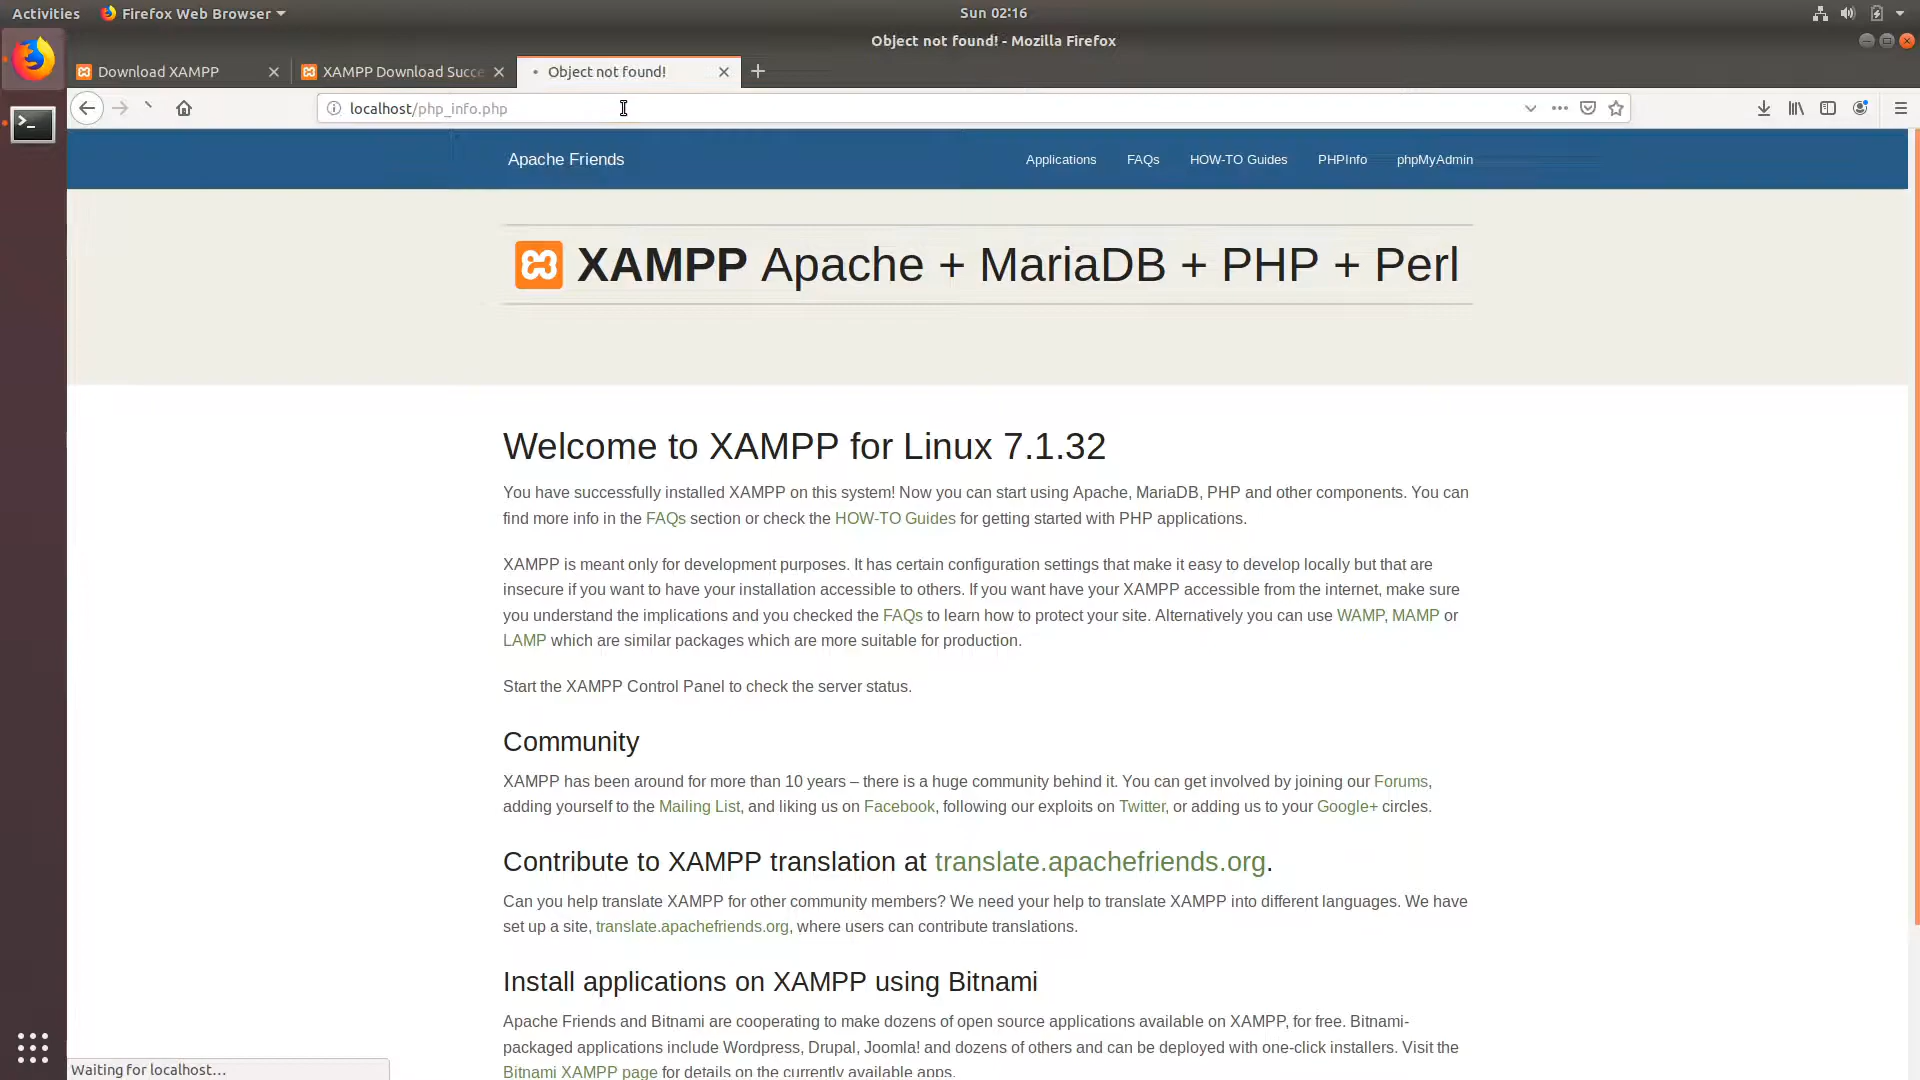 Activities
Firefox Web Browser
Sun 02:16
Object not found! - Mozilla Firefox
Download XAMPP
XAMPP Download Succe
Object not found!
localhost/php_info.php
Apache Friends
Applications
FAQs
HOW-TO Guides
PHPInfo
phpMyAdmin
XAMPP Apache + MariaDB + PHP + Perl
Welcome to XAMPP for Linux 7.1.32
You have successfully installed XAMPP on this system! Now you can start using Apache, MariaDB, PHP and other components. You can
find more info in the FAQs section or check the HOW-TO Guides for getting started with PHP applications.
XAMPP is meant only for development purposes. It has certain configuration settings that make it easy to develop locally but that are
insecure if you want to have your installation accessible to others. If you want have your XAMPP accessible from the internet, make sure
you understand the implications and you checked the FAQs to learn how to protect your site. Alternatively you can use WAMP, MAMP or
LAMP which are similar packages which are more suitable for production.
Start the XAMPP Control Panel to check the server status.
Community
XAMPP has been around for more than 10 years – there is a huge community behind it. You can get involved by joining our Forums,
adding yourself to the Mailing List, and liking us on Facebook, following our exploits on Twitter, or adding us to your Google+ circles.
Contribute to XAMPP translation at translate.apachefriends.org.
Can you help translate XAMPP for other community members? We need your help to translate XAMPP into different languages. We have
set up a site, translate.apachefriends.org, where users can contribute translations.
Install applications on XAMPP using Bitnami
Apache Friends and Bitnami are cooperating to make dozens of open source applications available on XAMPP, for free. Bitnami-
packaged applications include Wordpress, Drupal, Joomla! and dozens of others and can be deployed with one-click installers. Visit the
Bitnami XAMPP page for details on the currently available apps.
Waiting for localhost...